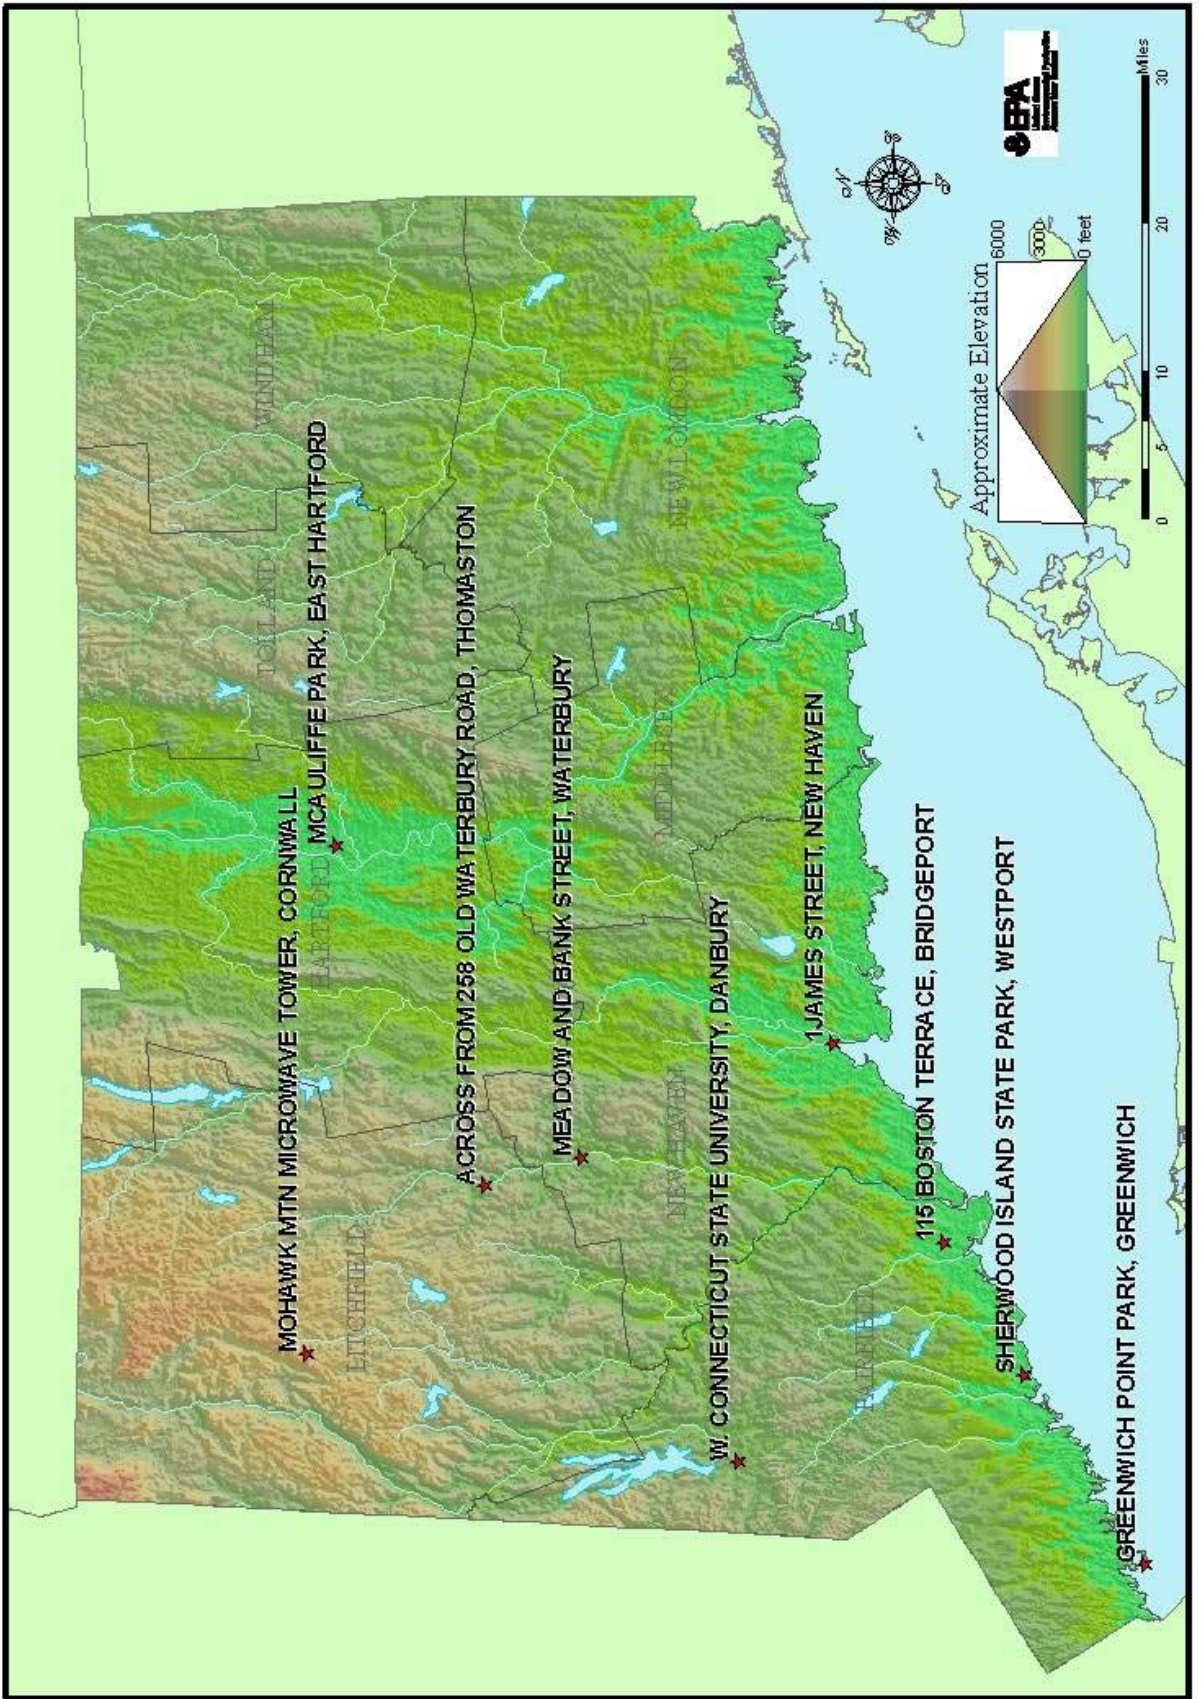 MOHAWK MTN MICROWAVE TOWER, CORNWALL
MCAULIFFE PARK, EAST HARTFORD
TOLLAND
WINDHAM
HARTFORD
LITCHFIELD
ACROSS FROM 258 OLD WATERBURY ROAD, THOMASTON
MEADOW AND BANK STREET, WATERBURY
NEW HAVEN
MIDDLESEX
NEW LONDON
W. CONNECTICUT STATE UNIVERSITY, DANBURY
1JAMES STREET, NEW HAVEN
FAIRFIELD
115 BOSTON TERRACE, BRIDGEPORT
SHERWOOD ISLAND STATE PARK, WESTPORT
GREENWICH POINT PARK, GREENWICH
N
W
S
Approximate Elevation
6000
3000
0 feet
EPA
Miles
0 5 10 20 30